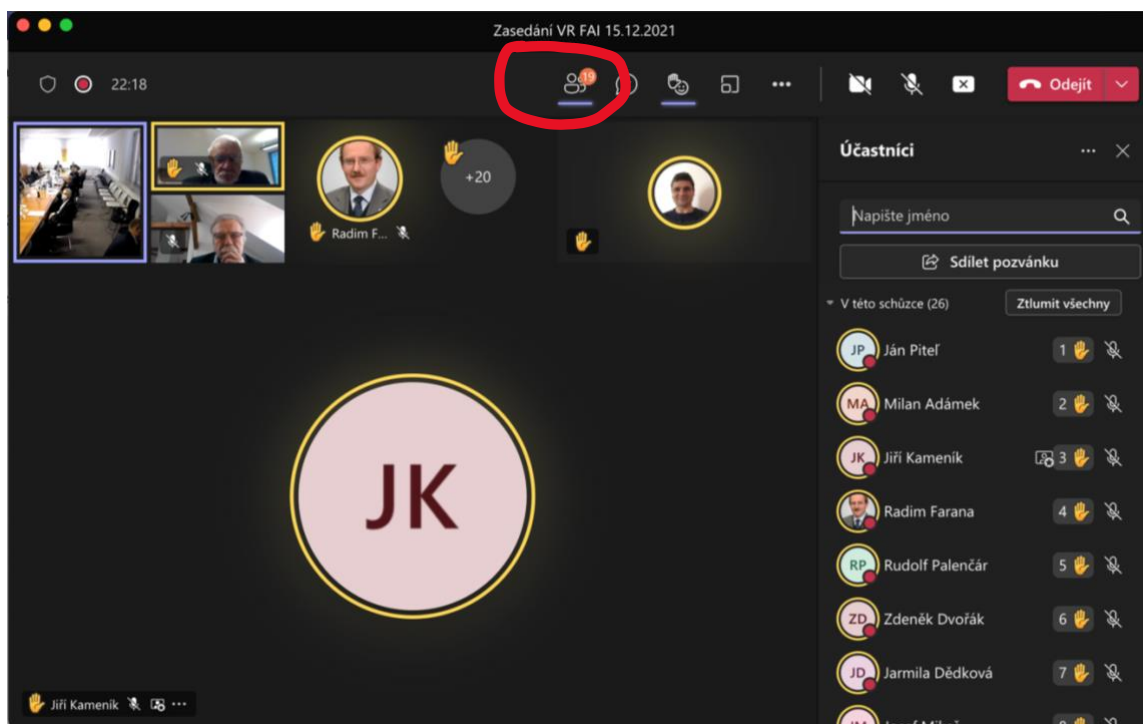 Zasedání VR FAI 15.12.2021
22:18
19
Odejít
+20
Radim F...
Účastníci
Napište jméno
Sdílet pozvánku
V této schůzce (26)
Ztlumit všechny
JP Ján Piteľ 1
MA Milan Adámek 2
JK Jiří Kameník 3
Radim Farana 4
RP Rudolf Palenčár 5
ZD Zdeněk Dvořák 6
JD Jarmila Dědková 7
JK
Jiří Kameník